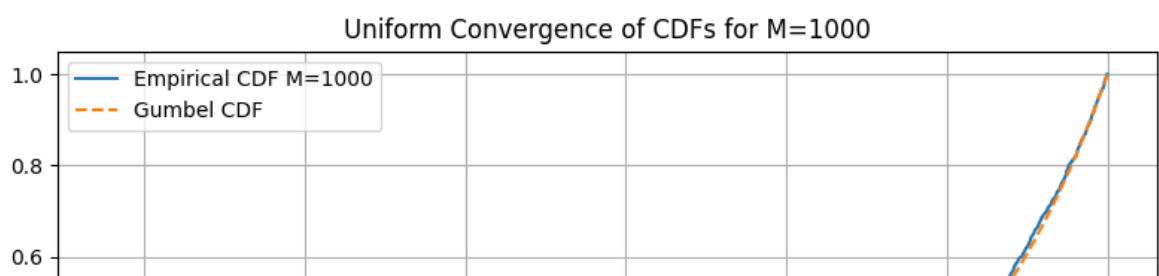 Uniform Convergence of CDFs for M=1000
1.0
Empirical CDF M=1000
Gumbel CDF
0.8
0.6